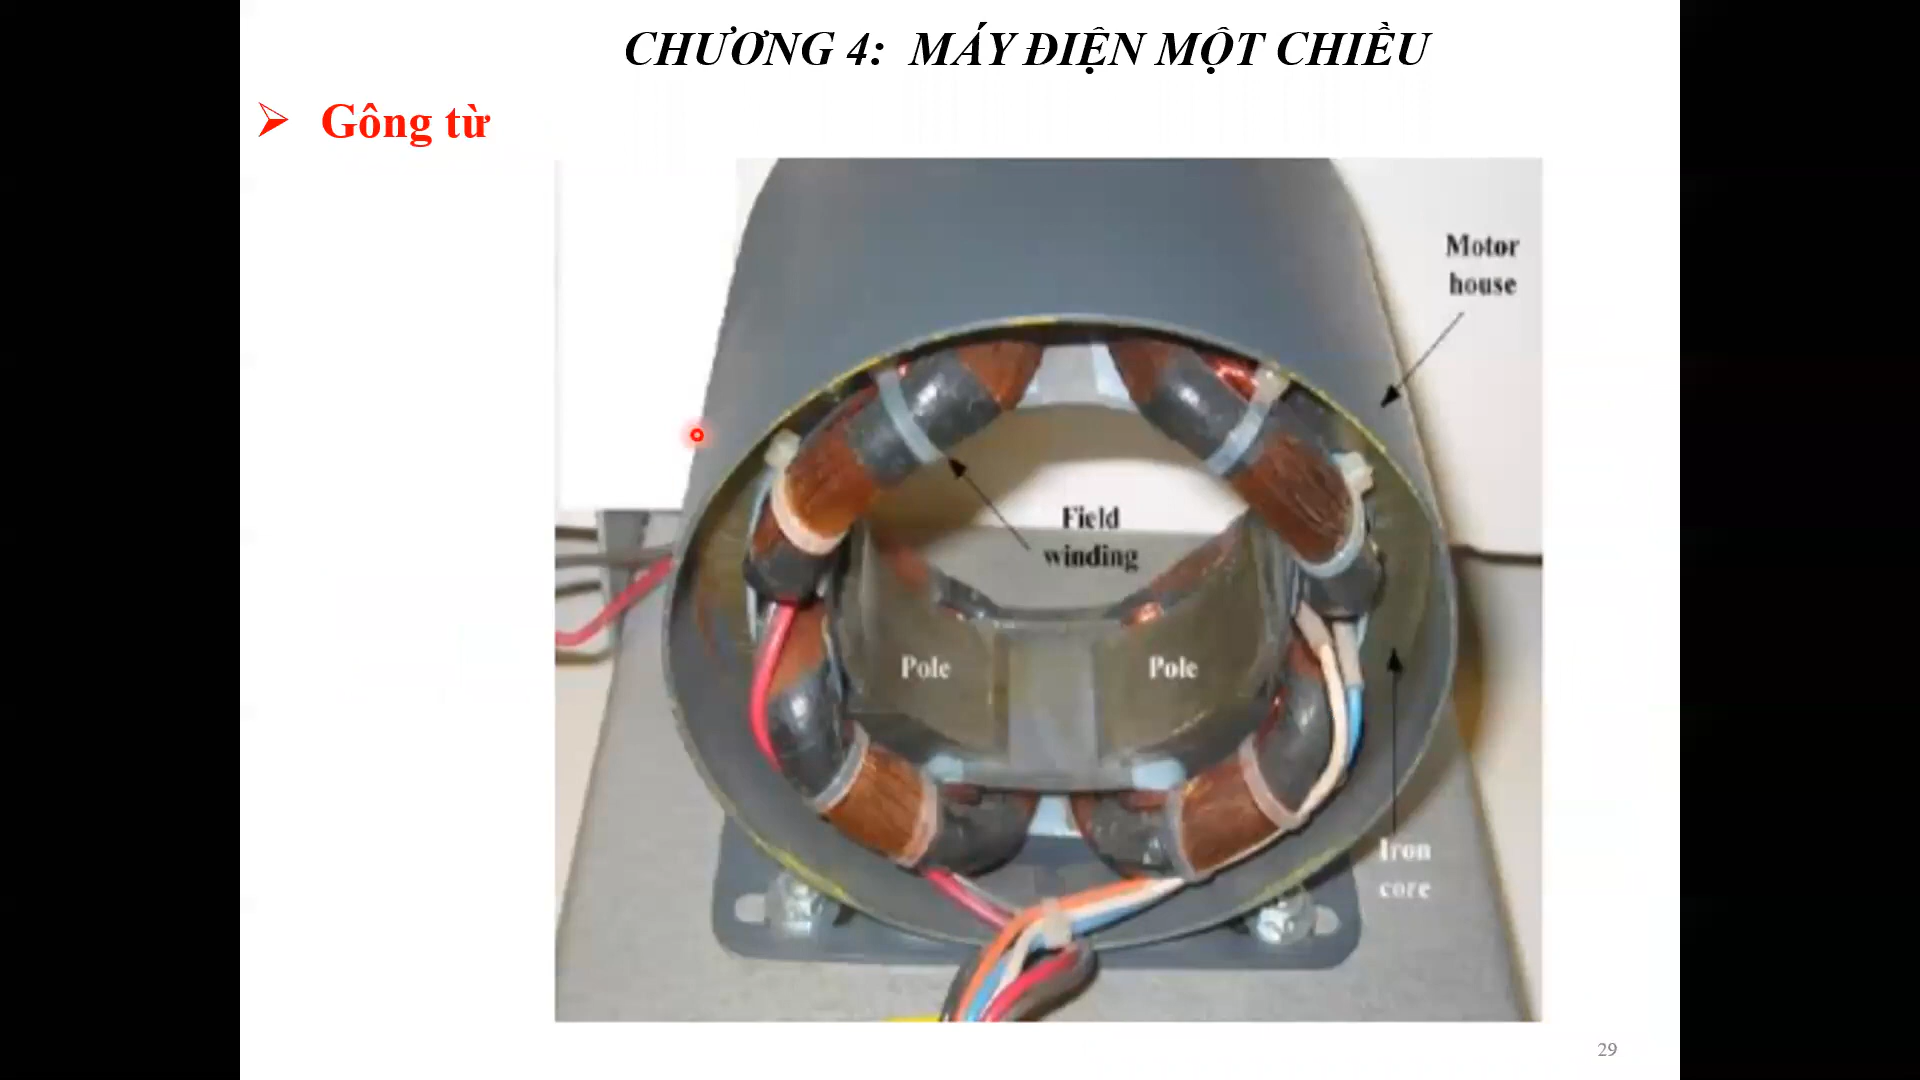 CHƯƠNG 4: MÁY ĐIỆN MỘT CHIỀU
Gông từ
Motor
house
Field
winding
Pole
Pole
Iron
core
29